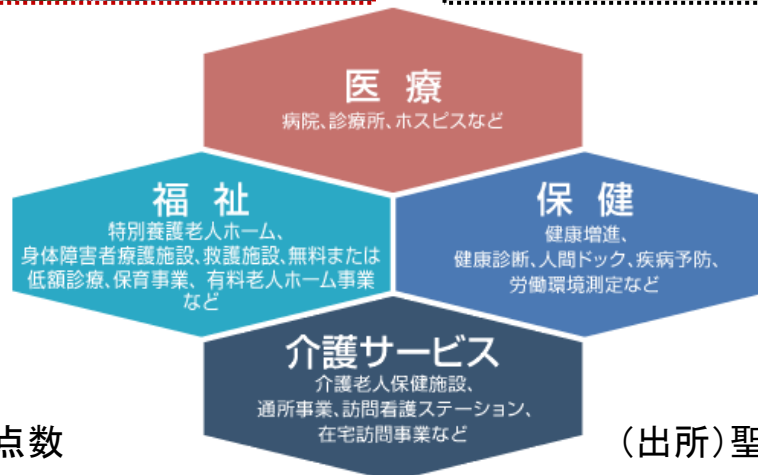 医 療
病院、診療所、ホスピスなど
福 祉
特別養護老人ホーム、
身体障害者療護施設、救護施設、無料または
低額診療、保育事業、有料老人ホーム事業
など
保 健
健康増進、
健康診断、人間ドック、疾病予防、
労働環境測定など
介護サービス
介護老人保健施設、
通所事業、訪問看護ステーション、
在宅訪問事業など
点数
(出所)聖